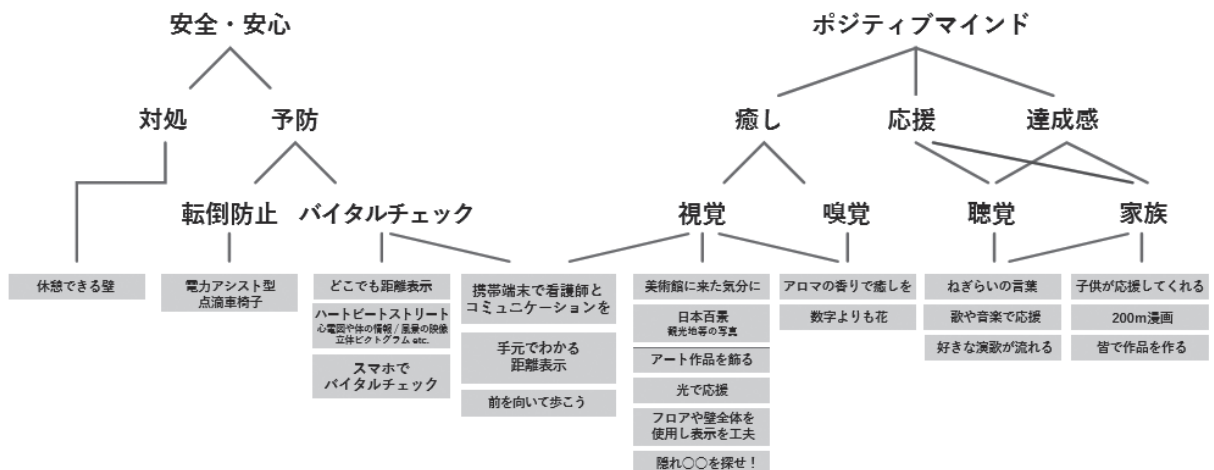 安全・安心
ポジティブマインド
対処
予防
癒し
応援
達成感
転倒防止
バイタルチェック
視覚
嗅覚
聴覚
家族
休憩できる壁
電力アシスト型
点滴車椅子
どこでも距離表示
ハートビートストリート
心電図や体の情報 / 風景の映像
立体ピクトグラム etc.
スマホで
バイタルチェック
携帯端末で看護師と
コミュニケーションを
手元でわかる
距離表示
前を向いて歩こう
美術館に来た気分に
日本百景
観光地等の写真
アート作品を飾る
光で応援
フロアや壁全体を
使用し表示を工夫
隠れ〇〇を探せ！
アロマの香りで癒しを
数字よりも花
ねぎらいの言葉
歌や音楽で応援
好きな演歌が流れる
子供が応援してくれる
200m漫画
皆で作品を作る